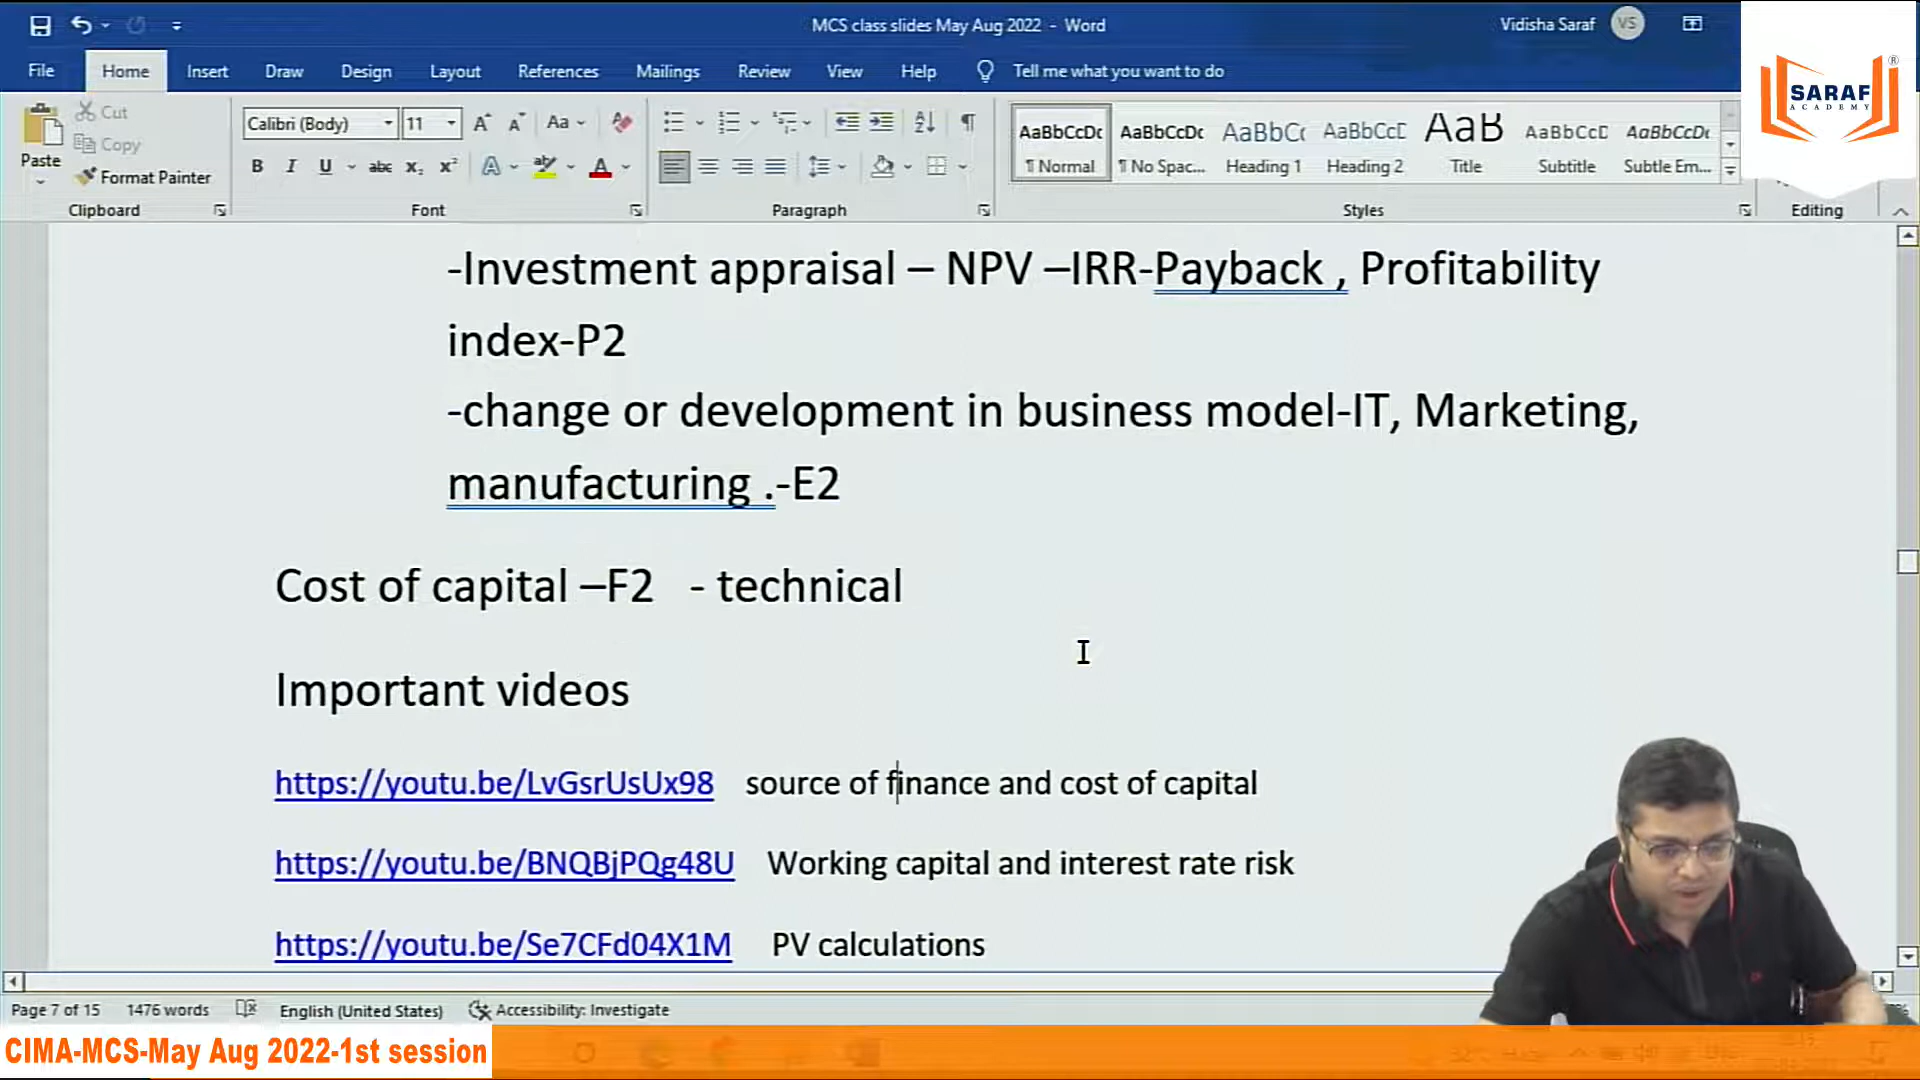 MCS class slides May Aug 2022 - Word
Vidisha Saraf VS
File Home Insert Draw Design Layout References Mailings Review View Help Tell me what you want to do
SARAF®
ACADEMY
Paste
Cut
Copy
Format Painter
Clipboard
Calibri (Body) 11
Aa
B I U abc x₂ x² A ab A
Font
Paragraph
AaBbCcDc AaBbCcDc AaBbCc AaBbCcD AaB AaBbCcD AaBbCcDc
¶ Normal ¶ No Spac... Heading 1 Heading 2 Title Subtitle Subtle Em...
Styles
Editing
-Investment appraisal – NPV –IRR-Payback , Profitability
index-P2
-change or development in business model-IT, Marketing,
manufacturing .-E2
Cost of capital –F2 - technical
Important videos
https://youtu.be/LvGsrUsUx98 source of finance and cost of capital
https://youtu.be/BNQBjPQg48U Working capital and interest rate risk
https://youtu.be/Se7CFd04X1M PV calculations
Page 7 of 15 1476 words English (United States) Accessibility: Investigate
CIMA-MCS-May Aug 2022-1st session